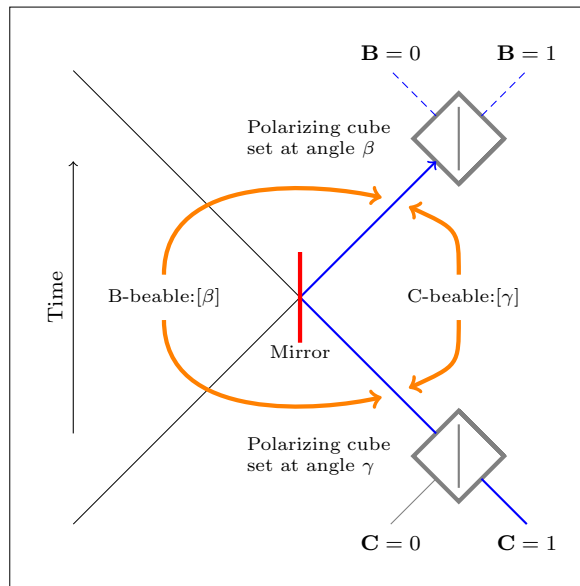 B = 0
B = 1
Polarizing cube
set at angle β
Time
B-beable:[β]
C-beable:[γ]
Mirror
Polarizing cube
set at angle γ
C = 0
C = 1